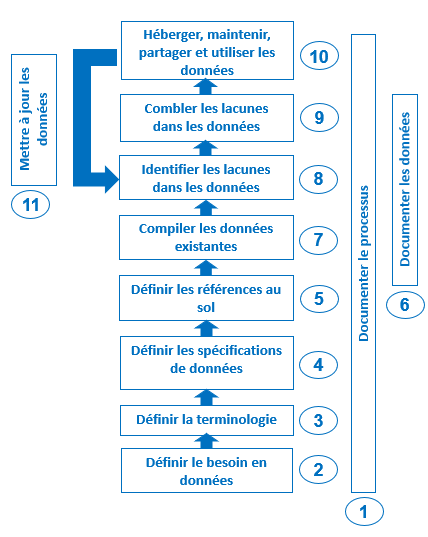 Héberger, maintenir,
partager et utiliser les
données
10
Mettre à jour les
données
11
Combler les lacunes
dans les données
9
Identifier les lacunes
dans les données
8
Compiler les données
existantes
7
Définir les références au
sol
5
Définir les spécifications
de données
4
Définir la terminologie
3
Définir le besoin en
données
2
Documenter le processus
1
Documenter les données
6